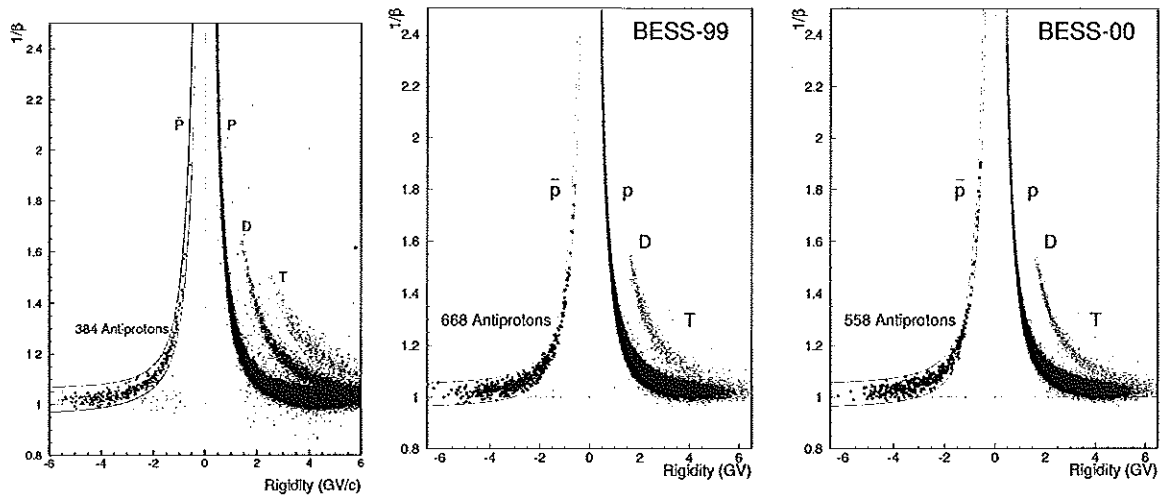 1/β
2.4
2.2
2
1.8
1.6
1.4
1.2
1
0.8
P̄
P
D
T
384 Antiprotons
-6 -4 -2 0 2 4 6
Rigidity (GV/c)
1/β
2.4
2.2
2
1.8
1.6
1.4
1.2
1
0.8
BESS-99
p̄
p
D
T
668 Antiprotons
-6 -4 -2 0 2 4 6
Rigidity (GV)
1/β
2.4
2.2
2
1.8
1.6
1.4
1.2
1
0.8
BESS-00
p̄
p
D
T
558 Antiprotons
-6 -4 -2 0 2 4 6
Rigidity (GV)